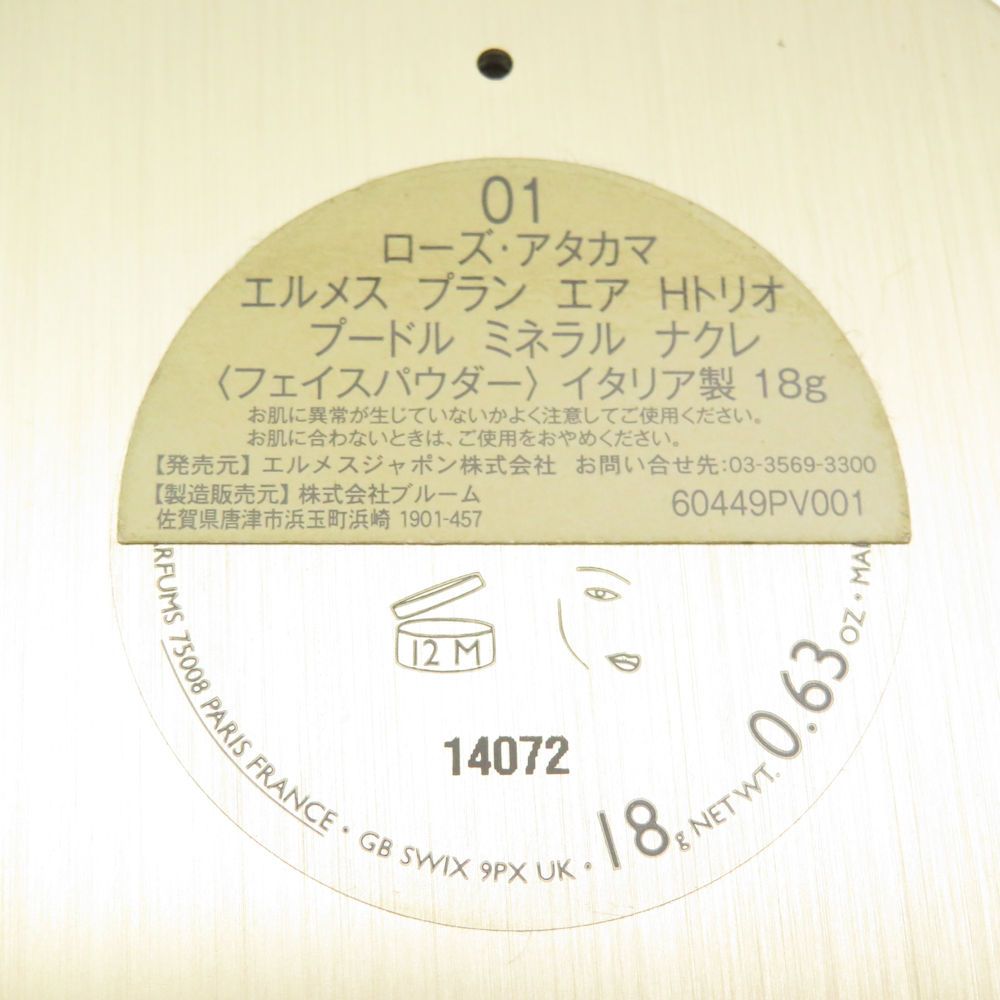 01
ローズ・アタカマ
エルメス プラン エア Hトリオ
プードル ミネラル ナクレ
〈フェイスパウダー〉 イタリア製 18g
お肌に異常が生じていないかよく注意してご使用ください。
お肌に合わないときは、ご使用をおやめください。
【発売元】エルメスジャポン株式会社 お問い合せ先:03-3569-3300
【製造販売元】株式会社ブルーム
佐賀県唐津市浜玉町浜崎 1901-457
60449PV001
12 M
14072
75008 PARIS FRANCE · GB SW1X 9PX UK · 18 g NET WT. 0.63 OZ ·